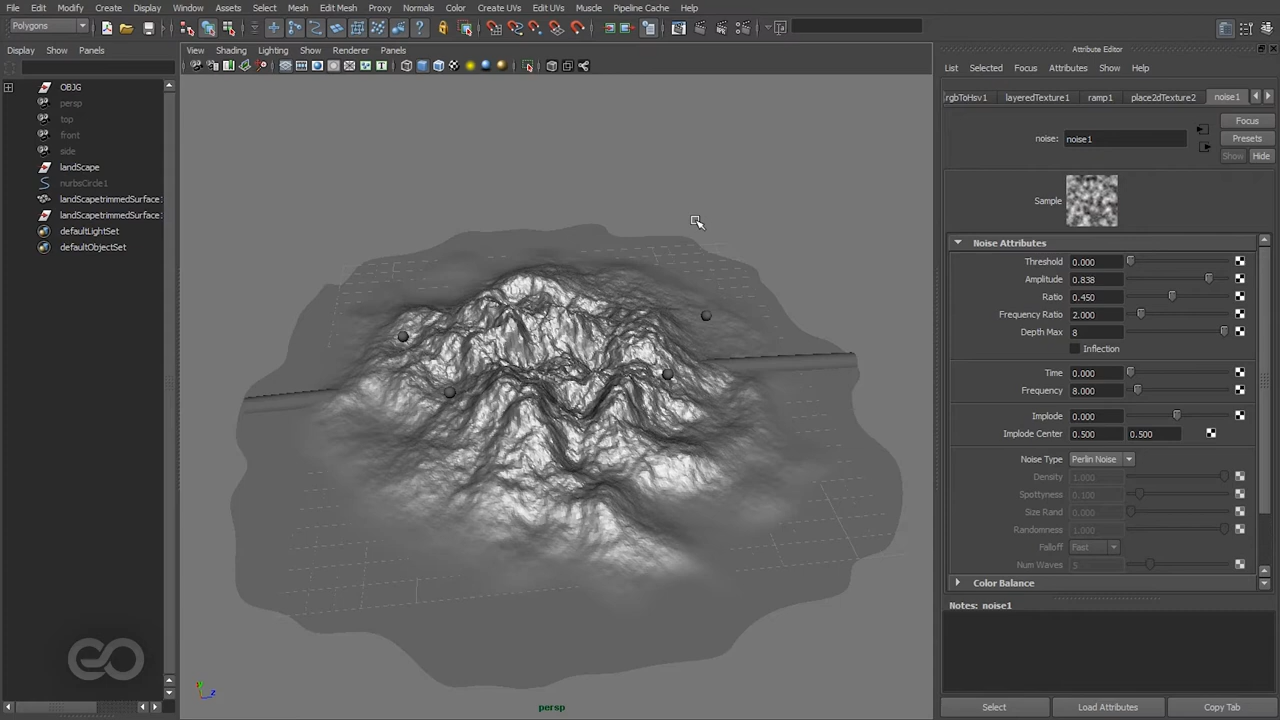 File Edit Modify Create Display Window Assets Select Mesh Edit Mesh Proxy Normals Color Create UVs Edit UVs Muscle Pipeline Cache Help
Polygons
Display Show Panels
View Shading Lighting Show Renderer Panels
Attribute Editor
List Selected Focus Attributes Show Help
rgbToHsv1 layeredTexture1 ramp1 place2dTexture2 noise1
OBJG
persp
top
front
side
landScape
nurbsCircle1
landScapetrimmedSurface
landScapetrimmedSurface
defaultLightSet
defaultObjectSet
Focus
noise: noise1
Presets
Show Hide
Sample
Noise Attributes
Threshold 0.000
Amplitude 0.838
Ratio 0.450
Frequency Ratio 2.000
Depth Max 8
Inflection
Time 0.000
Frequency 8.000
Implode 0.000
Implode Center 0.500 0.500
Noise Type Perlin Noise
Density 1.000
Spottyness 0.100
Size Rand 0.000
Randomness 1.000
Falloff Fast
Num Waves 5
Color Balance
Notes: noise1
Select Load Attributes Copy Tab
persp
y
z